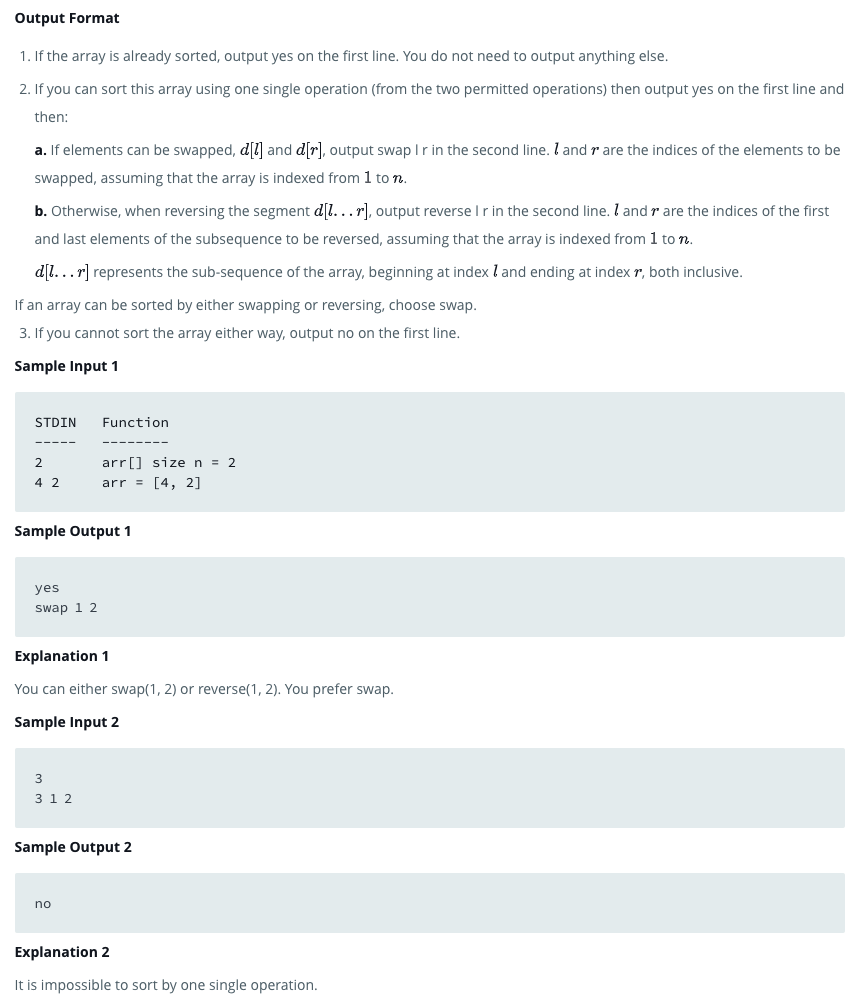 Output Format
1. If the array is already sorted, output yes on the first line. You do not need to output anything else.
2. If you can sort this array using one single operation (from the two permitted operations) then output yes on the first line and
then:
a. If elements can be swapped, d[l] and d[r], output swap l r in the second line. l and r are the indices of the elements to be
swapped, assuming that the array is indexed from 1 to n.
b. Otherwise, when reversing the segment d[l...r], output reverse l r in the second line. l and r are the indices of the first
and last elements of the subsequence to be reversed, assuming that the array is indexed from 1 to n.
d[l...r] represents the sub-sequence of the array, beginning at index l and ending at index r, both inclusive.
If an array can be sorted by either swapping or reversing, choose swap.
3. If you cannot sort the array either way, output no on the first line.
Sample Input 1
STDIN   Function
-----   --------
2       arr[] size n = 2
4 2     arr = [4, 2]
Sample Output 1
yes
swap 1 2
Explanation 1
You can either swap(1, 2) or reverse(1, 2). You prefer swap.
Sample Input 2
3
3 1 2
Sample Output 2
no
Explanation 2
It is impossible to sort by one single operation.